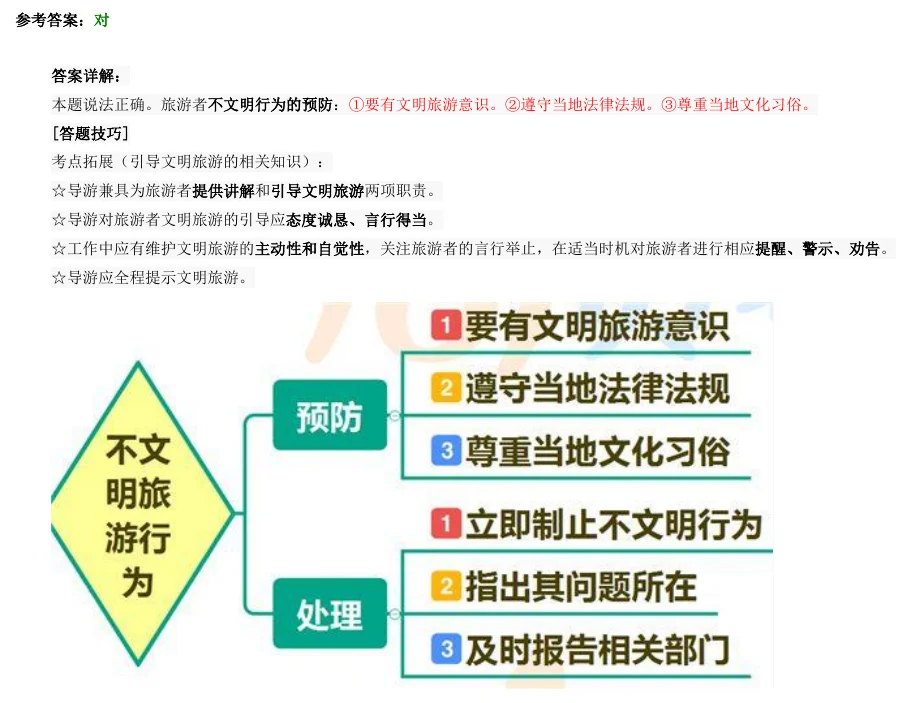 参考答案：对
答案详解：
本题说法正确。旅游者不文明行为的预防：①要有文明旅游意识。②遵守当地法律法规。③尊重当地文化习俗。
[答题技巧]
考点拓展（引导文明旅游的相关知识）：
☆导游兼具为旅游者提供讲解和引导文明旅游两项职责。
☆导游对旅游者文明旅游的引导应态度诚恳、言行得当。
☆工作中应有维护文明旅游的主动性和自觉性，关注旅游者的言行举止，在适当时机对旅游者进行相应提醒、警示、劝告。
☆导游应全程提示文明旅游。
不文
明旅
游行
为
预防
1 要有文明旅游意识
2 遵守当地法律法规
3 尊重当地文化习俗
处理
1 立即制止不文明行为
2 指出其问题所在
3 及时报告相关部门